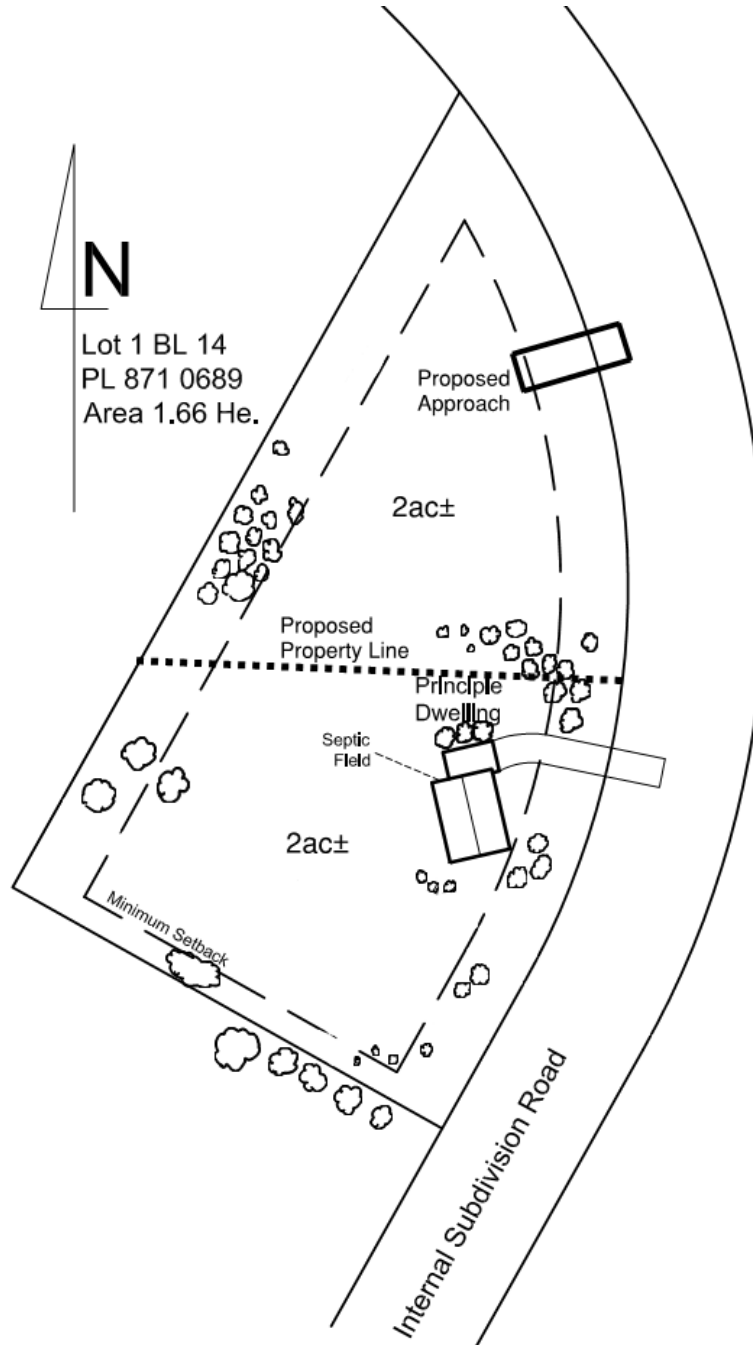 N
Lot 1 BL 14
PL 871 0689
Area 1.66 He.
Proposed
Approach
2ac±
Proposed
Property Line
Principle
Dwelling
Septic
Field
2ac±
Minimum Setback
Internal Subdivision Road